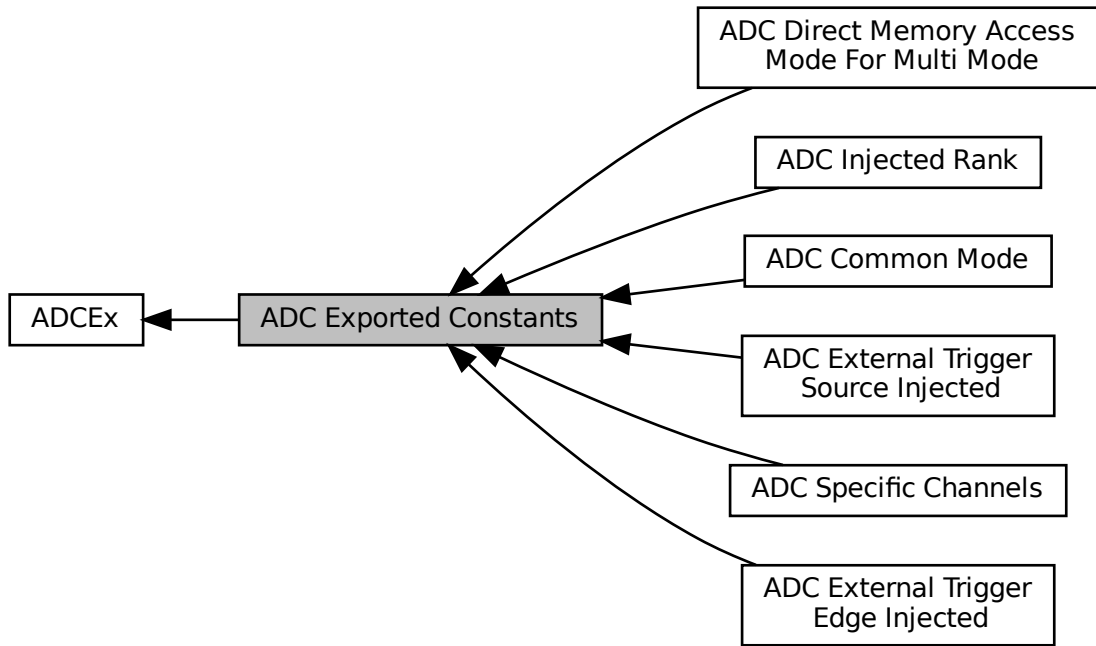 ADC Direct Memory Access
Mode For Multi Mode
ADC Injected Rank
ADC Common Mode
ADCEx
ADC Exported Constants
ADC External Trigger
Source Injected
ADC Specific Channels
ADC External Trigger
Edge Injected